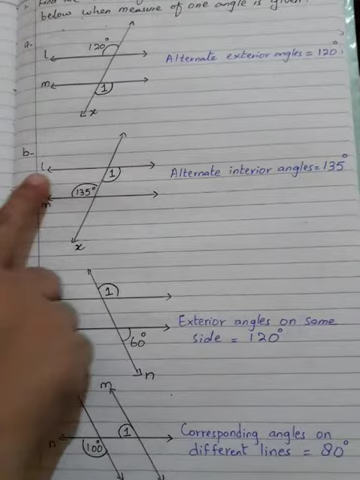 below when measure of one angle is given.
a.
120°
l
Alternate exterior angles = 120°.
m
1
x
b.
l
1
Alternate interior angles = 135°
135°
m
x
1
60°
Exterior angles on same
side = 120°
n
m
n
100°
1
Corresponding angles on
different lines = 80°